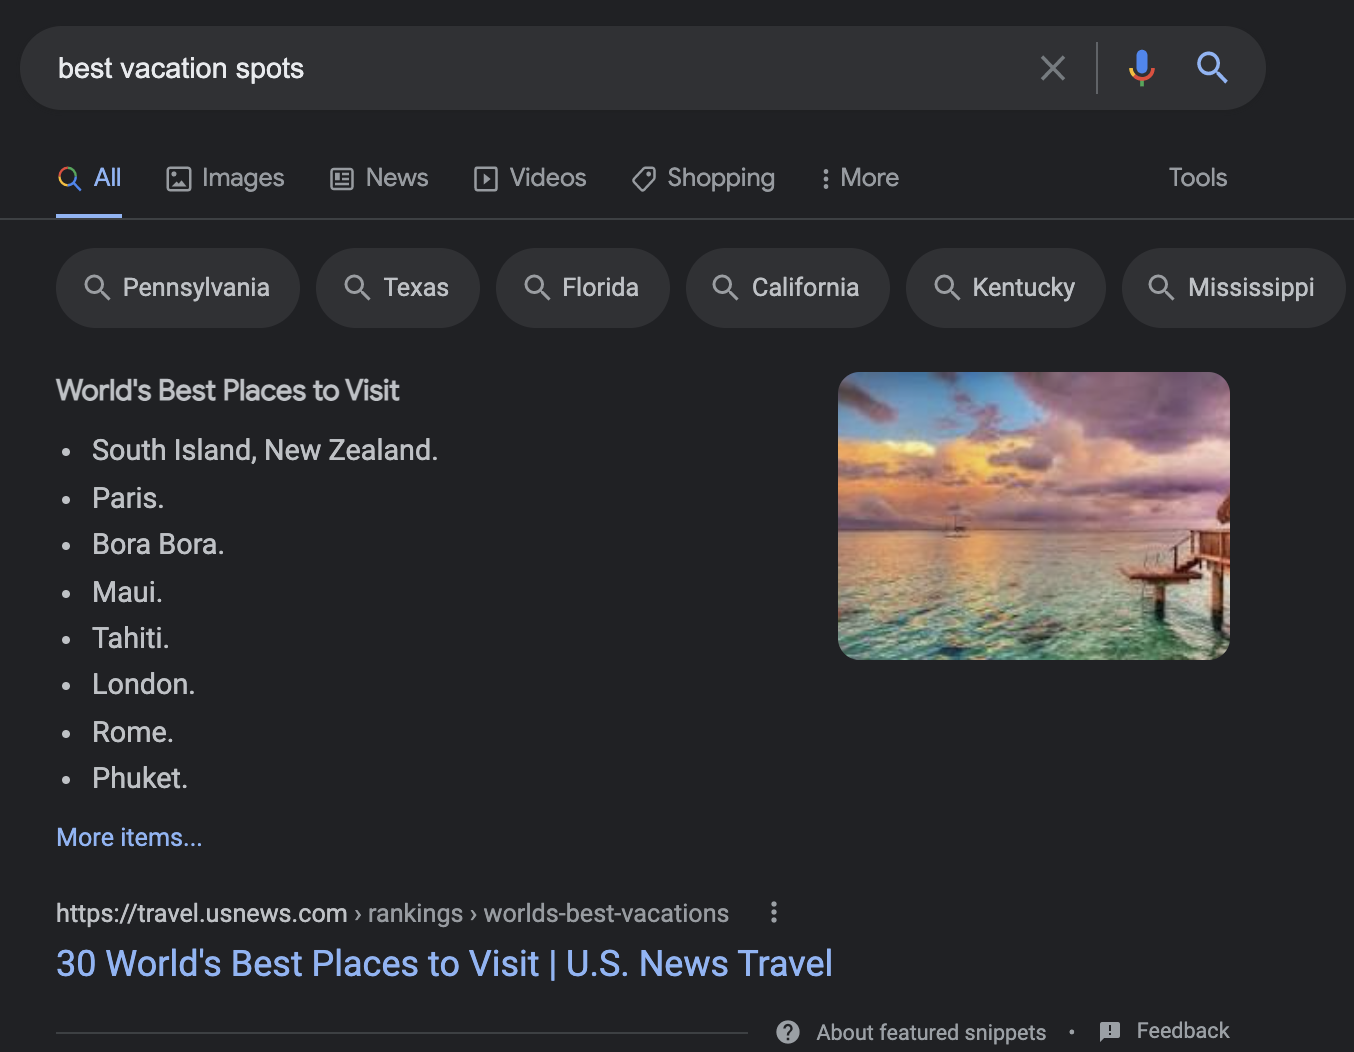 best vacation spots
All Images News Videos Shopping More Tools
Pennsylvania Texas Florida California Kentucky Mississippi
World's Best Places to Visit
South Island, New Zealand.
Paris.
Bora Bora.
Maui.
Tahiti.
London.
Rome.
Phuket.
More items...
https://travel.usnews.com › rankings › worlds-best-vacations
30 World's Best Places to Visit | U.S. News Travel
About featured snippets • Feedback